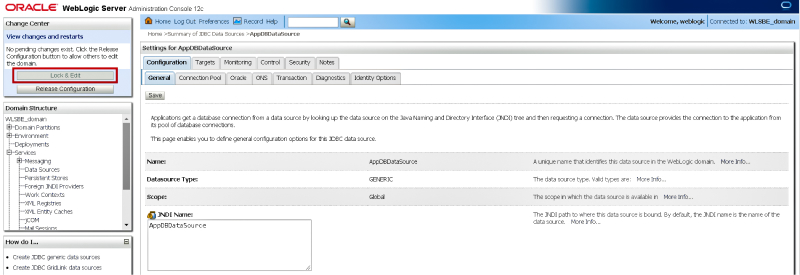 ORACLE WebLogic Server Administration Console 12c
Change Center
View changes and restarts
No pending changes exist. Click the Release
Configuration button to allow others to edit
the domain.
Lock & Edit
Release Configuration
Domain Structure
WLSBE_domain
Domain Partitions
Environment
Deployments
Services
Messaging
Data Sources
Persistent Stores
Foreign JNDI Providers
Work Contexts
XML Registries
XML Entity Caches
jCOM
Mail Sessions
How do I...
Create JDBC generic data sources
Create JDBC GridLink data sources
Home Log Out Preferences Record Help
Welcome, weblogic Connected to: WLSBE_domain
Home >Summary of JDBC Data Sources >AppDBDataSource
Settings for AppDBDataSource
Configuration Targets Monitoring Control Security Notes
General Connection Pool Oracle ONS Transaction Diagnostics Identity Options
Save
Applications get a database connection from a data source by looking up the data source on the Java Naming and Directory Interface (JNDI) tree and then requesting a connection. The data source provides the connection to the application from
its pool of database connections.
This page enables you to define general configuration options for this JDBC data source.
Name: AppDBDataSource A unique name that identifies this data source in the WebLogic domain. More Info...
Datasource Type: GENERIC The data source type. Valid types are: More Info...
Scope: Global The scope in which the data source is available in More Info...
JNDI Name: The JNDI path to where this data source is bound. By default, the JNDI name is the name of the
data source. More Info...
AppDBDataSource